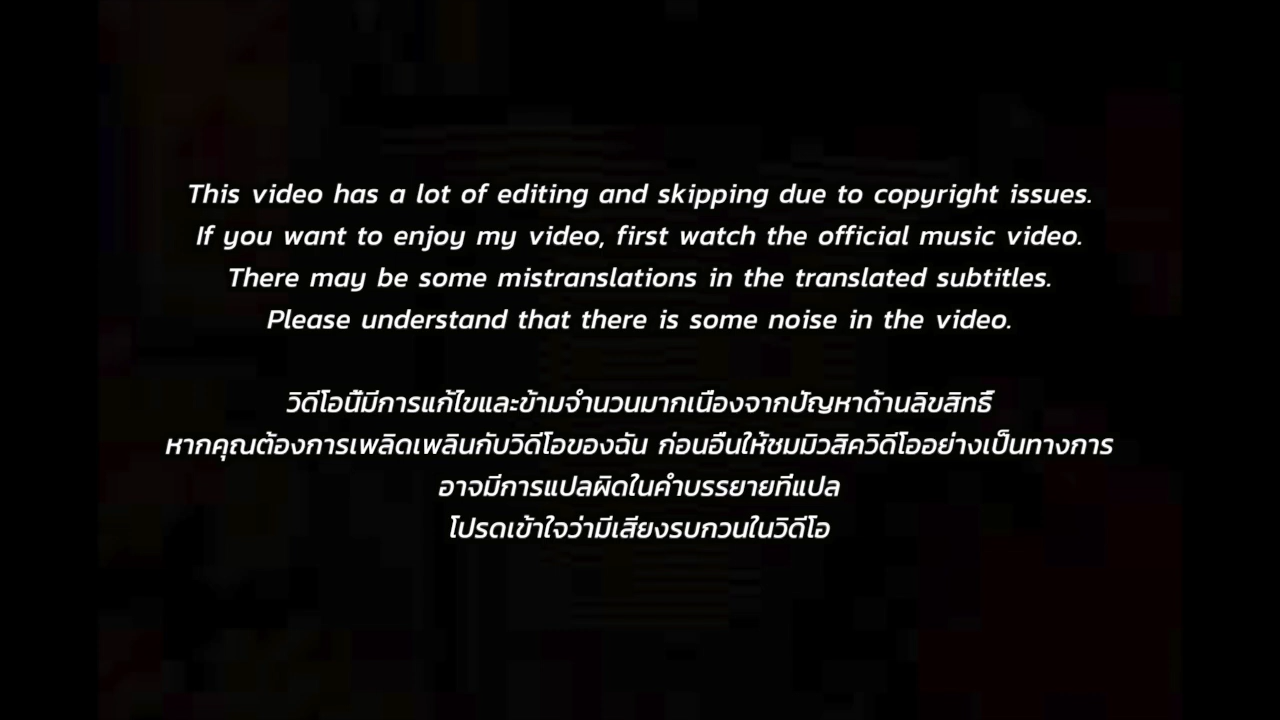 This video has a lot of editing and skipping due to copyright issues.
If you want to enjoy my video, first watch the official music video.
There may be some mistranslations in the translated subtitles.
Please understand that there is some noise in the video.
วิดีโอนี้มีการแก้ไขและข้ามจำนวนมากเนื่องจากปัญหาด้านลิขสิทธิ์
หากคุณต้องการเพลิดเพลินกับวิดีโอของฉัน ก่อนอื่นให้ชมมิวสิควิดีโออย่างเป็นทางการ
อาจมีการแปลผิดในคำบรรยายที่แปล
โปรดเข้าใจว่ามีเสียงรบกวนในวิดีโอ